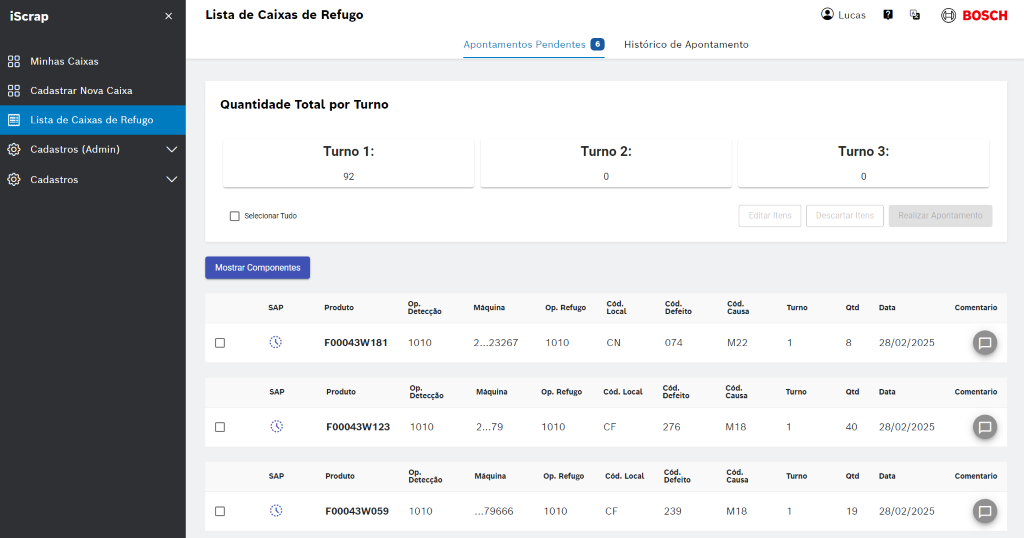 iScrap
×
Minhas Caixas
Cadastrar Nova Caixa
Lista de Caixas de Refugo
Cadastros (Admin)
Cadastros
Lista de Caixas de Refugo
Lucas
BOSCH
Apontamentos Pendentes 6
Histórico de Apontamento
Quantidade Total por Turno
Turno 1:
92
Turno 2:
0
Turno 3:
0
Selecionar Tudo
Editar Itens
Descartar Itens
Realizar Apontamento
Mostrar Componentes
SAP Produto Op. Detecção Máquina Op. Refugo Cód. Local Cód. Defeito Cód. Causa Turno Qtd Data Comentario
F00043W181 1010 2...23267 1010 CN 074 M22 1 8 28/02/2025
SAP Produto Op. Detecção Máquina Op. Refugo Cód. Local Cód. Defeito Cód. Causa Turno Qtd Data Comentario
F00043W123 1010 2...79 1010 CF 276 M18 1 40 28/02/2025
SAP Produto Op. Detecção Máquina Op. Refugo Cód. Local Cód. Defeito Cód. Causa Turno Qtd Data Comentario
F00043W059 1010 ...79666 1010 CF 239 M18 1 19 28/02/2025